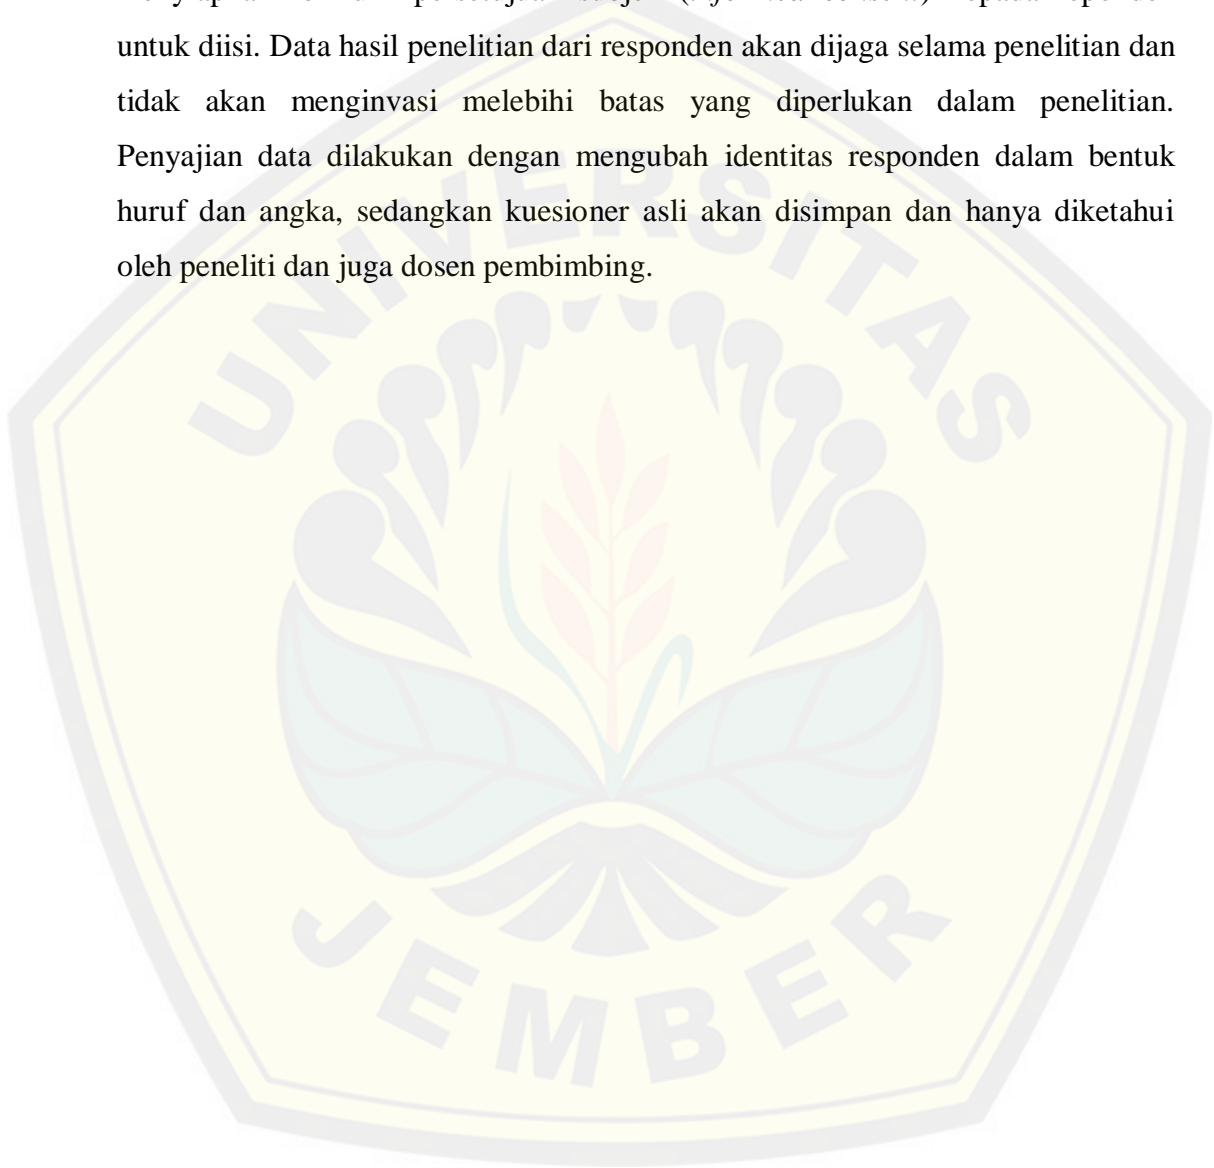 untuk diisi. Data hasil penelitian dari responden akan dijaga selama penelitian dan
tidak akan menginvasi melebihi batas yang diperlukan dalam penelitian.
Penyajian data dilakukan dengan mengubah identitas responden dalam bentuk
huruf dan angka, sedangkan kuesioner asli akan disimpan dan hanya diketahui
oleh peneliti dan juga dosen pembimbing.
UNIVERSITAS
JEMBER